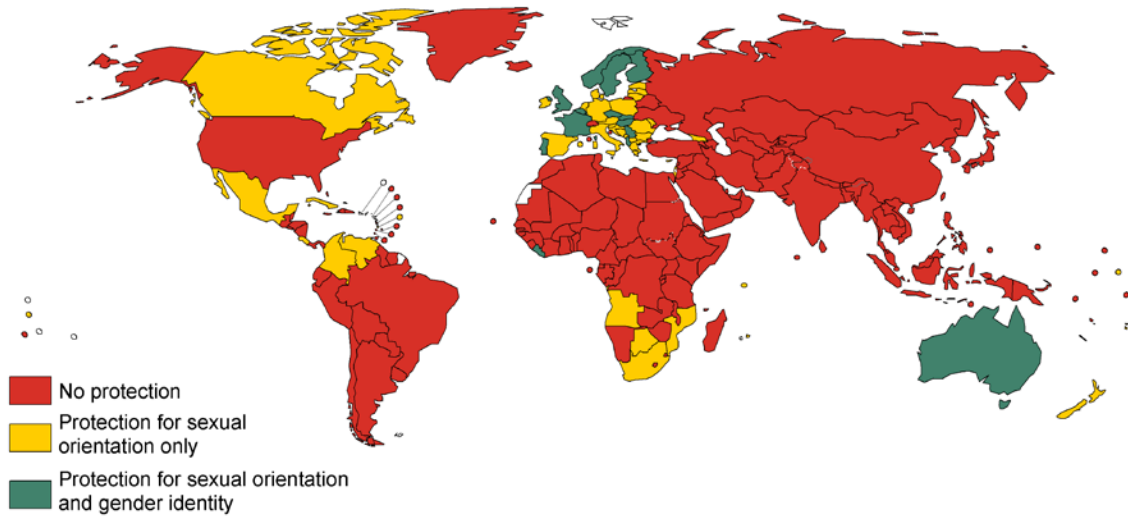 No protection
Protection for sexual
orientation only
Protection for sexual orientation
and gender identity